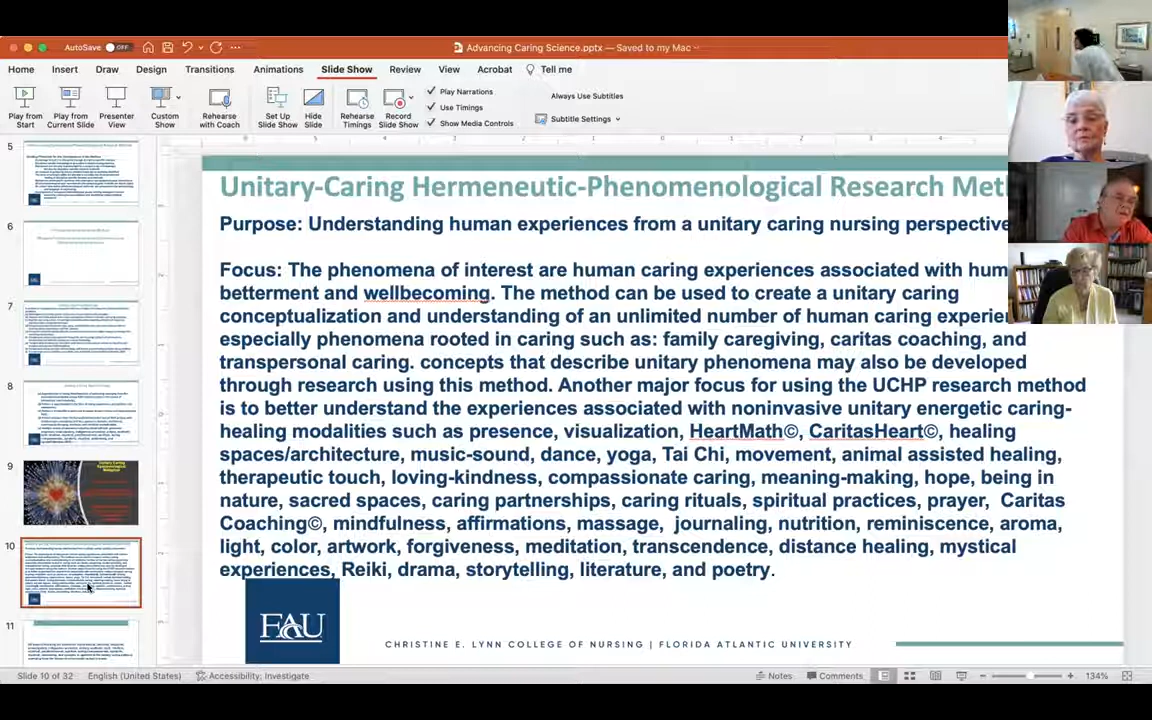 AutoSave OFF
Advancing Caring Science.pptx — Saved to my Mac
Home Insert Draw Design Transitions Animations Slide Show Review View Acrobat Tell me
Play from Start
Play from Current Slide
Presenter View
Custom Show
Rehearse with Coach
Set Up Slide Show
Hide Slide
Rehearse Timings
Record Slide Show
Play Narrations
Use Timings
Show Media Controls
Always Use Subtitles
Subtitle Settings
5
6
7
8
9
10
11
Unitary-Caring Hermeneutic-Phenomenological Research Met
Purpose: Understanding human experiences from a unitary caring nursing perspective
Focus: The phenomena of interest are human caring experiences associated with hum
betterment and wellbecoming. The method can be used to create a unitary caring
conceptualization and understanding of an unlimited number of human caring experie
especially phenomena rooted in caring such as: family caregiving, caritas coaching, and
transpersonal caring. concepts that describe unitary phenomena may also be developed
through research using this method. Another major focus for using the UCHP research method
is to better understand the experiences associated with noninvasive unitary energetic caring-
healing modalities such as presence, visualization, HeartMath©, CaritasHeart©, healing
spaces/architecture, music-sound, dance, yoga, Tai Chi, movement, animal assisted healing,
therapeutic touch, loving-kindness, compassionate caring, meaning-making, hope, being in
nature, sacred spaces, caring partnerships, caring rituals, spiritual practices, prayer, Caritas
Coaching©, mindfulness, affirmations, massage, journaling, nutrition, reminiscence, aroma,
light, color, artwork, forgiveness, meditation, transcendence, distance healing, mystical
experiences, Reiki, drama, storytelling, literature, and poetry.
FAU
CHRISTINE E. LYNN COLLEGE OF NURSING | FLORIDA ATLANTIC UNIVERSITY
Slide 10 of 32 English (United States) Accessibility: Investigate Notes Comments 134%